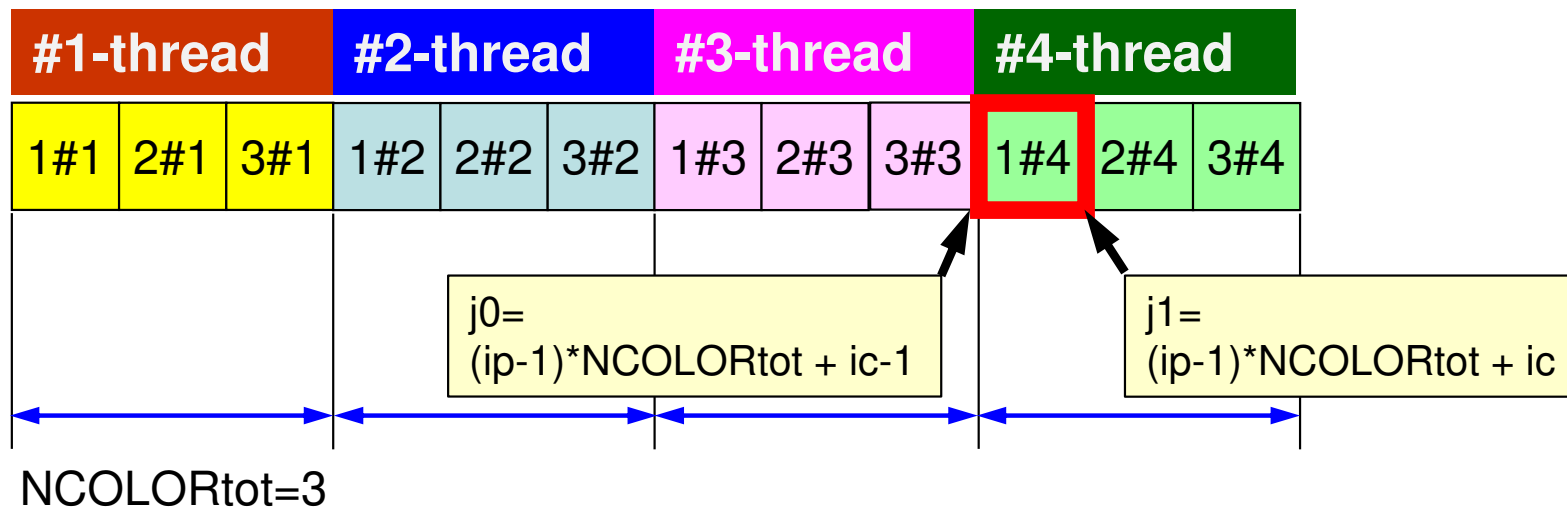 #1-thread #2-thread #3-thread #4-thread
1#1 2#1 3#1 1#2 2#2 3#2 1#3 2#3 3#3 1#4 2#4 3#4
j0=
(ip-1)*NCOLORtot + ic-1
j1=
(ip-1)*NCOLORtot + ic
NCOLORtot=3